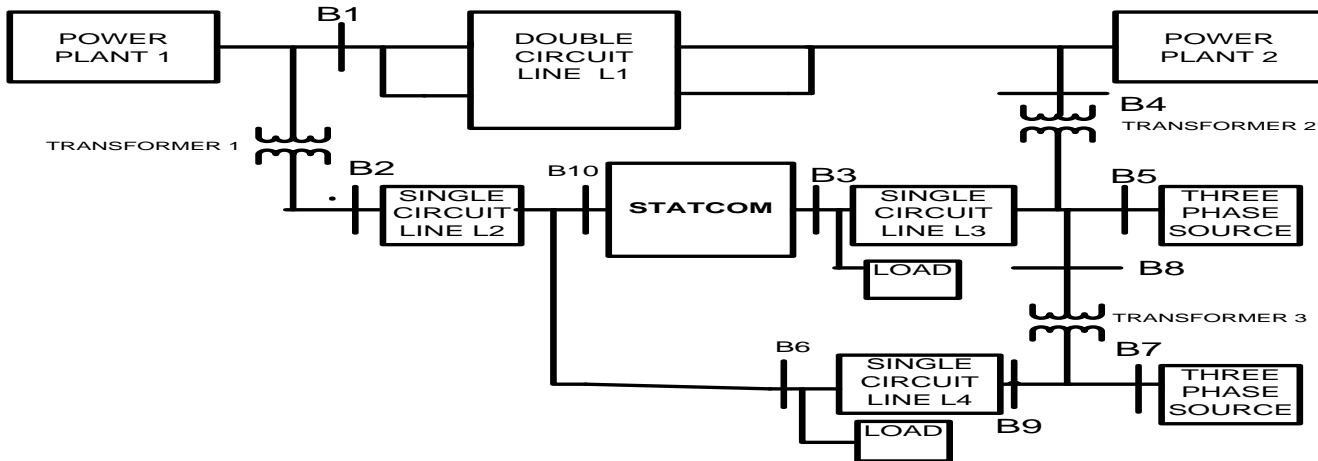 B1
POWER
PLANT 1
DOUBLE
CIRCUIT
LINE L1
POWER
PLANT 2
B4
TRANSFORMER 1
TRANSFORMER 2
B2
B10
B3
B5
SINGLE
CIRCUIT
LINE L2
STATCOM
SINGLE
CIRCUIT
LINE L3
THREE
PHASE
SOURCE
LOAD
B8
TRANSFORMER 3
B6
B7
SINGLE
CIRCUIT
LINE L4
THREE
PHASE
SOURCE
B9
LOAD